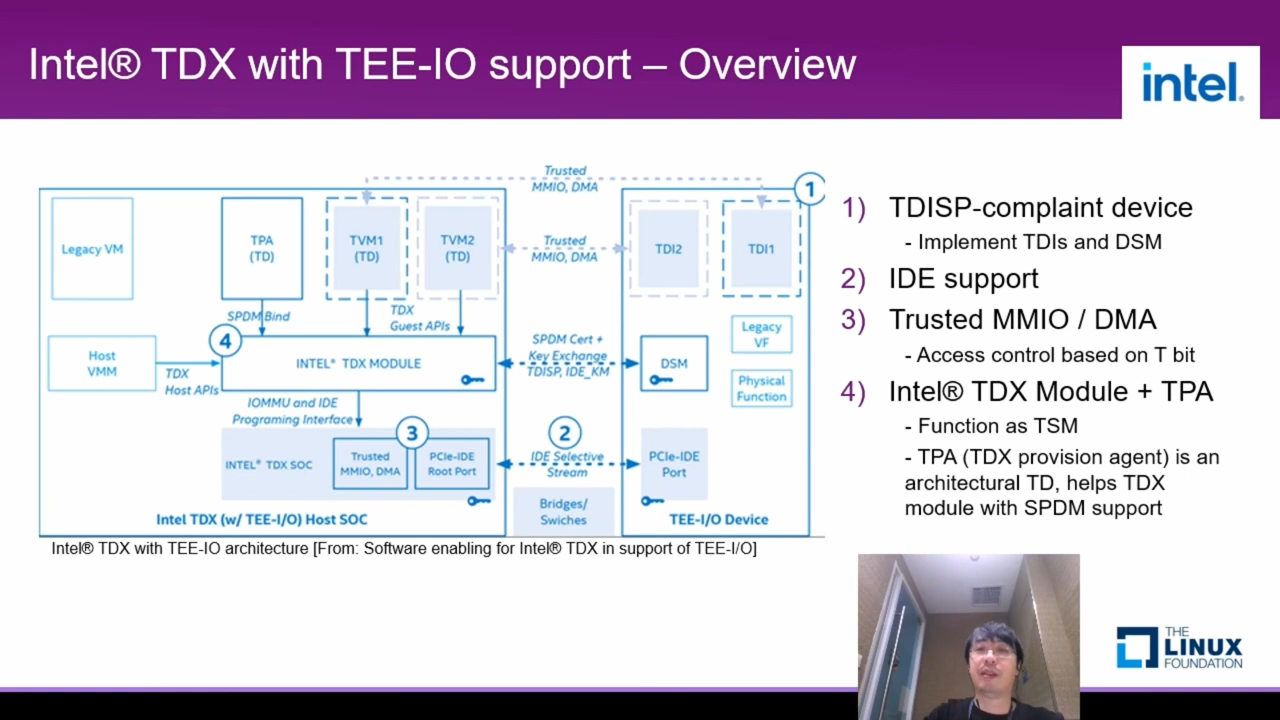 Intel® TDX with TEE-IO support – Overview
intel.
Trusted
MMIO, DMA
1
Legacy VM
TPA
(TD)
TVM1
(TD)
TVM2
(TD)
Trusted
MMIO, DMA
TDI2
TDI1
SPDM Bind
TDX
Guest APIs
4
Host
VMM
TDX
Host APIs
INTEL® TDX MODULE
SPDM Cert +
Key Exchange
TDISP, IDE_KM
DSM
Legacy
VF
Physical
Function
IOMMU and IDE
Programing Interface
3
2
INTEL® TDX SOC
Trusted
MMIO, DMA
PCIe-IDE
Root Port
IDE Selective
Stream
PCIe-IDE
Port
Bridges/
Swiches
Intel TDX (w/ TEE-I/O) Host SOC
TEE-I/O Device
Intel® TDX with TEE-IO architecture [From: Software enabling for Intel® TDX in support of TEE-I/O]
1) TDISP-complaint device
- Implement TDIs and DSM
2) IDE support
3) Trusted MMIO / DMA
- Access control based on T bit
4) Intel® TDX Module + TPA
- Function as TSM
- TPA (TDX provision agent) is an
architectural TD, helps TDX
module with SPDM support
THE
LINUX
FOUNDATION